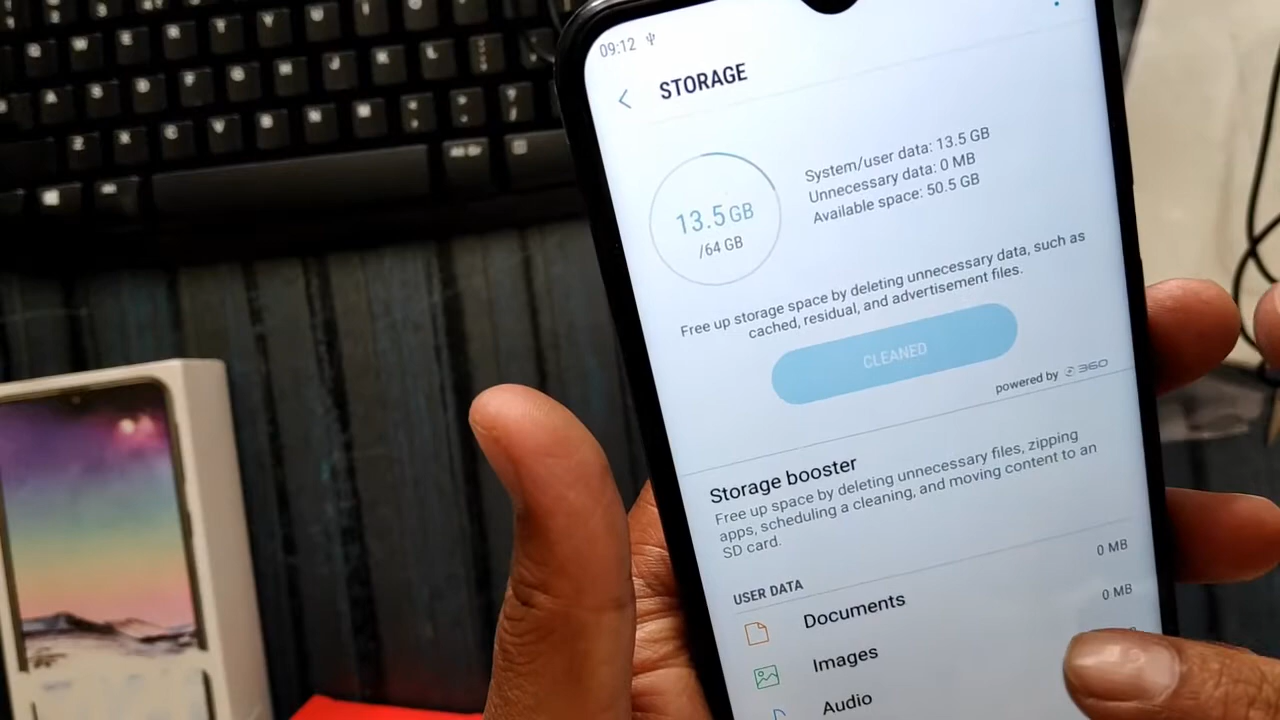 09:12
STORAGE
13.5 GB
/64 GB
System/user data: 13.5 GB
Unnecessary data: 0 MB
Available space: 50.5 GB
Free up storage space by deleting unnecessary data, such as
cached, residual, and advertisement files.
CLEANED
powered by 360
Storage booster
Free up space by deleting unnecessary files, zipping
apps, scheduling a cleaning, and moving content to an
SD card.
USER DATA
Documents 0 MB
Images 0 MB
Audio